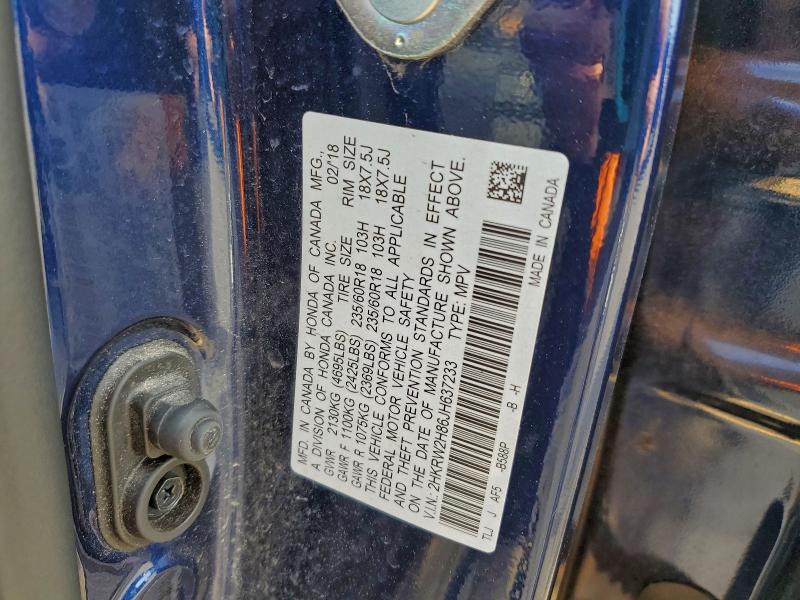 MFD. IN CANADA BY HONDA OF CANADA MFG.,
A DIVISION OF HONDA CANADA INC. 02/18
GVWR 2130KG (4695LBS) TIRE SIZE RIM SIZE
GAWR F 1100KG (2425LBS) 235/60R18 103H 18X7.5J
GAWR R 1075KG (2369LBS) 235/60R18 103H 18X7.5J
THIS VEHICLE CONFORMS TO ALL APPLICABLE
FEDERAL MOTOR VEHICLE SAFETY
AND THEFT PREVENTION STANDARDS IN EFFECT
ON THE DATE OF MANUFACTURE SHOWN ABOVE.
V.I.N.: 2HKRW2H86JH637233 TYPE: MPV
TLJ J AF5 -B588P -B -H
MADE IN CANADA